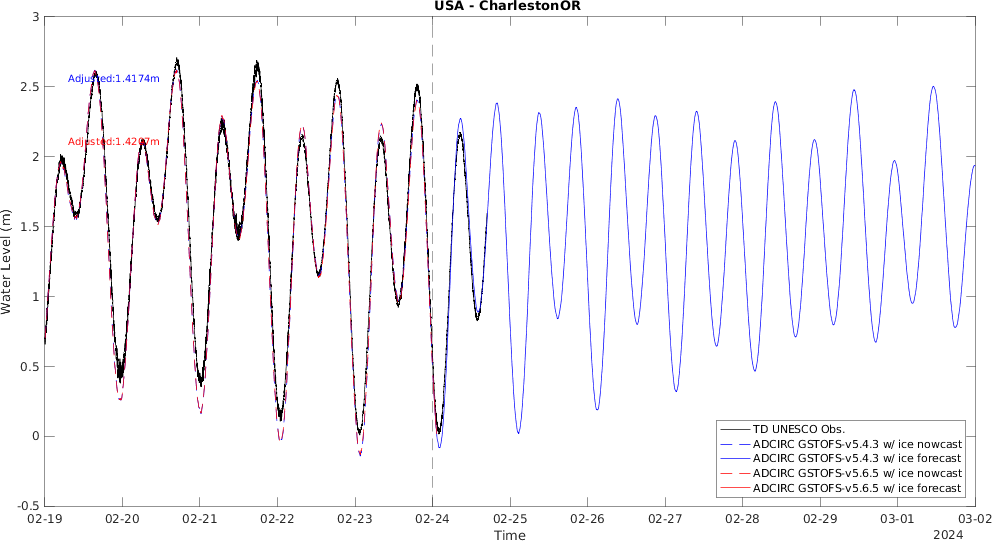 USA - CharlestonOR
3
2.5
2
1.5
1
0.5
0
-0.5
Water Level (m)
Adjusted:1.4174m
Adjusted:1.4207m
TD UNESCO Obs.
ADCIRC GSTOFS-v5.4.3 w/ ice nowcast
ADCIRC GSTOFS-v5.4.3 w/ ice forecast
ADCIRC GSTOFS-v5.6.5 w/ ice nowcast
ADCIRC GSTOFS-v5.6.5 w/ ice forecast
02-19 02-20 02-21 02-22 02-23 02-24 02-25 02-26 02-27 02-28 02-29 03-01 03-02
Time
2024